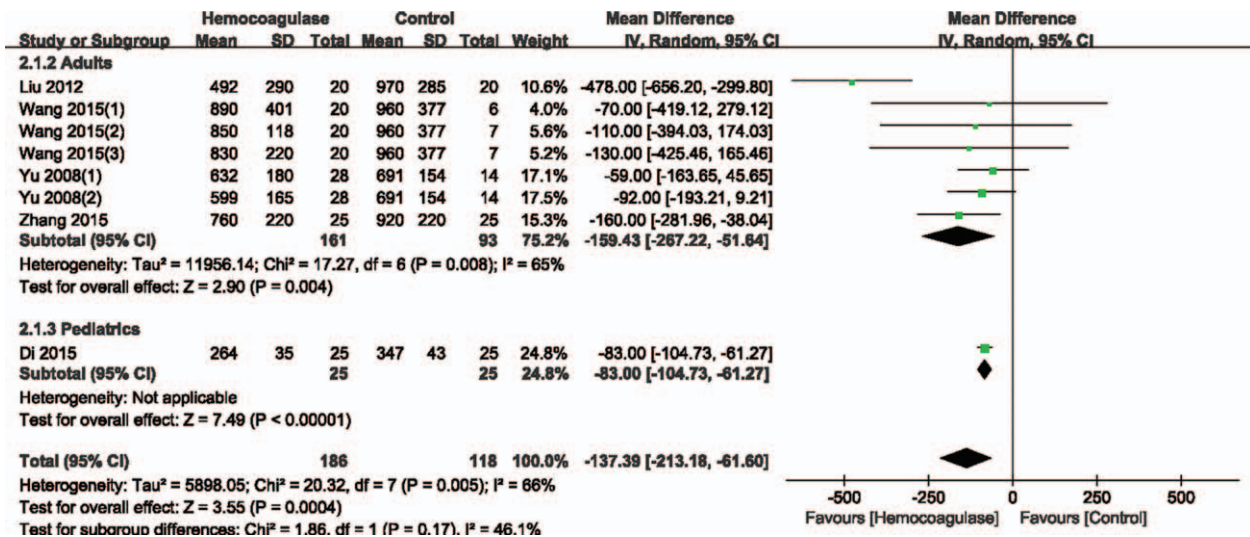 Hemocoagulase Control Mean Difference Mean Difference
Study or Subgroup Mean SD Total Mean SD Total Weight IV, Random, 95% CI IV, Random, 95% CI
2.1.2 Adults
Liu 2012 492 290 20 970 285 20 10.6% -478.00 [-656.20, -299.80]
Wang 2015(1) 890 401 20 960 377 6 4.0% -70.00 [-419.12, 279.12]
Wang 2015(2) 850 118 20 960 377 7 5.6% -110.00 [-394.03, 174.03]
Wang 2015(3) 830 220 20 960 377 7 5.2% -130.00 [-425.46, 165.46]
Yu 2008(1) 632 180 28 691 154 14 17.1% -59.00 [-163.65, 45.65]
Yu 2008(2) 599 165 28 691 154 14 17.5% -92.00 [-193.21, 9.21]
Zhang 2015 760 220 25 920 220 25 15.3% -160.00 [-281.96, -38.04]
Subtotal (95% CI) 161 93 75.2% -159.43 [-267.22, -51.64]
Heterogeneity: Tau² = 11956.14; Chi² = 17.27, df = 6 (P = 0.008); I² = 65%
Test for overall effect: Z = 2.90 (P = 0.004)
2.1.3 Pediatrics
Di 2015 264 35 25 347 43 25 24.8% -83.00 [-104.73, -61.27]
Subtotal (95% CI) 25 25 24.8% -83.00 [-104.73, -61.27]
Heterogeneity: Not applicable
Test for overall effect: Z = 7.49 (P < 0.00001)
Total (95% CI) 186 118 100.0% -137.39 [-213.18, -61.60]
Heterogeneity: Tau² = 5898.05; Chi² = 20.32, df = 7 (P = 0.005); I² = 66%
Test for overall effect: Z = 3.55 (P = 0.0004)
Test for subgroup differences: Chi² = 1.86, df = 1 (P = 0.17), I² = 46.1%
-500 -250 0 250 500
Favours [Hemocoagulase] Favours [Control]